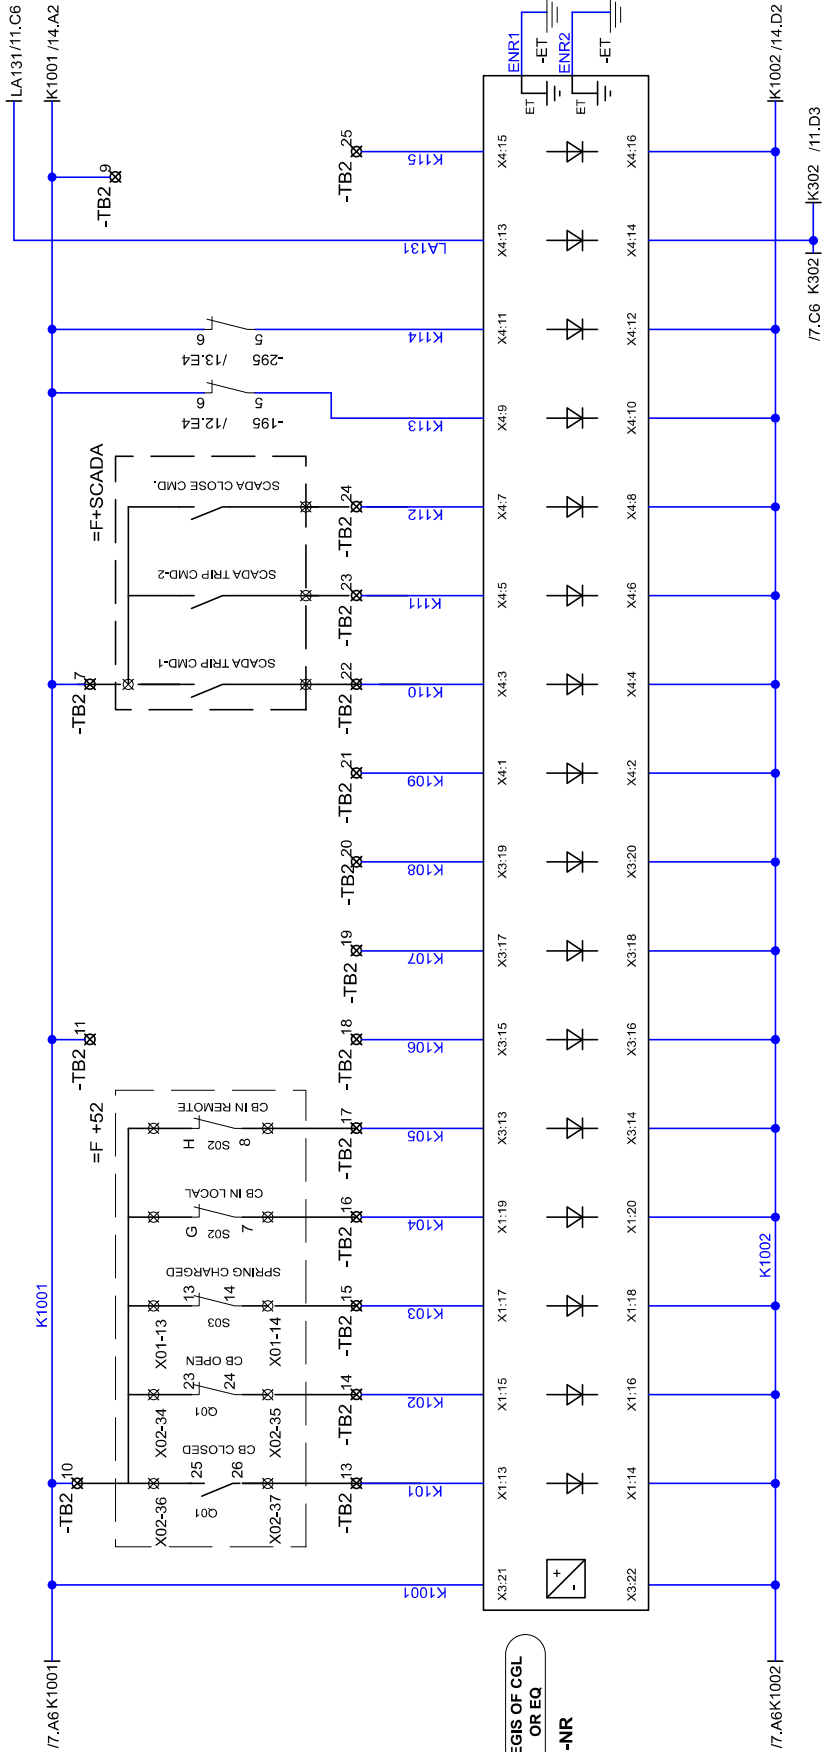 LA131/11.C6
K1001 /14.A2
/7.A6 K1001
K1001
-TB2 10
-TB2 11
-TB2 7
-TB2 9
=F +52
X02-36
25
Q01
26
CB CLOSED
X02-37
X02-34
23
Q01
24
CB OPEN
X02-35
X01-13
13
S03
14
SPRING CHARGED
X01-14
G
S02
7
CB IN LOCAL
H
S02
8
CB IN REMOTE
=F+SCADA
SCADA TRIP CMD-1
SCADA TRIP CMD-2
SCADA CLOSE CMD.
6
/12.E4
5
-195
6
/13.E4
5
-295
-TB2 13
-TB2 14
-TB2 15
-TB2 16
-TB2 17
-TB2 18
-TB2 19
-TB2 20
-TB2 21
-TB2 22
-TB2 23
-TB2 24
-TB2 25
K1001
K101
K102
K103
K104
K105
K106
K107
K108
K109
K110
K111
K112
K113
K114
LA131
K115
ENR1
-ET
ENR2
-ET
EGIS OF CGL
OR EQ
-NR
X3:21
X1:13
X1:15
X1:17
X1:19
X3:13
X3:15
X3:17
X3:19
X4:1
X4:3
X4:5
X4:7
X4:9
X4:11
X4:13
X4:15
ET
ET
+
-
X3:22
X1:14
X1:16
X1:18
X1:20
X3:14
X3:16
X3:18
X3:20
X4:2
X4:4
X4:6
X4:8
X4:10
X4:12
X4:14
X4:16
/7.A6 K1002
K1002
K1002 /14.D2
/7.C6 K302
K302 /11.D3